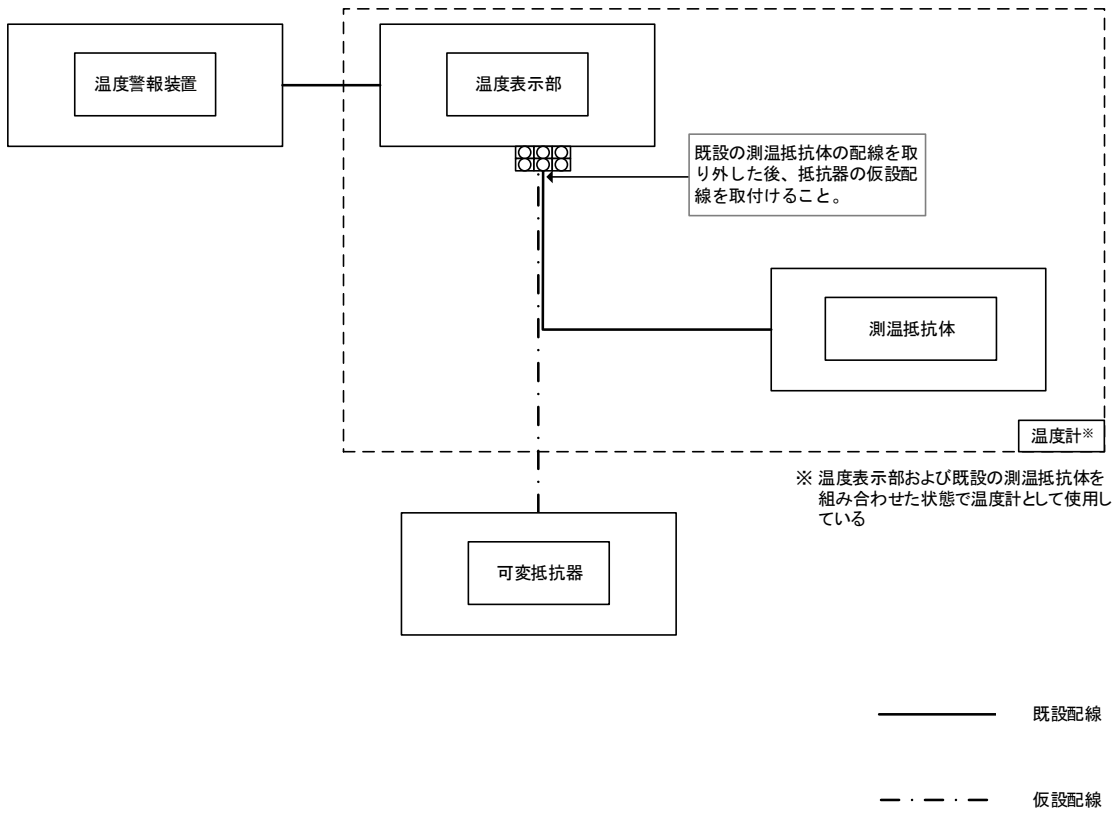 温度警報装置
温度表示部
既設の測温抵抗体の配線を取
り外した後、抵抗器の仮設配
線を取付けること。
測温抵抗体
温度計※
※ 温度表示部および既設の測温抵抗体を
組み合わせた状態で温度計として使用し
ている
可変抵抗器
既設配線
仮設配線